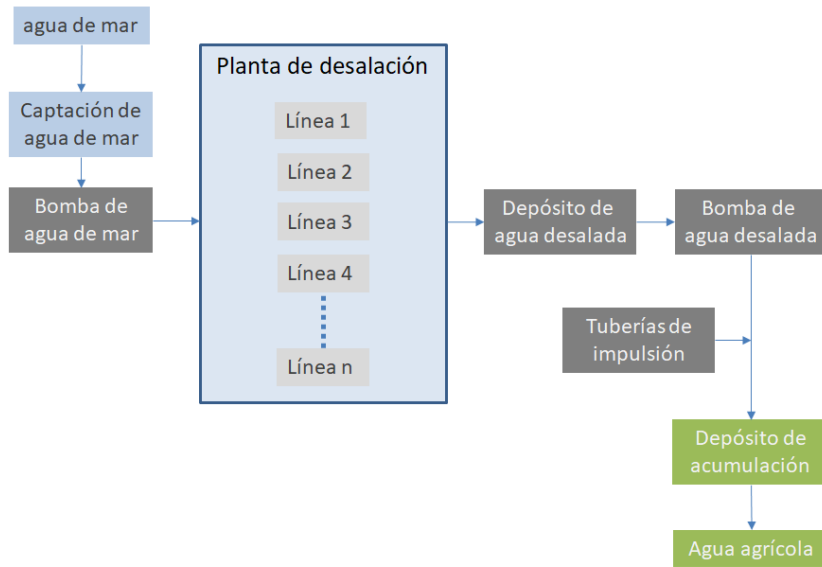 agua de mar
Captación de
agua de mar
Bomba de
agua de mar
Planta de desalación
Línea 1
Línea 2
Línea 3
Línea 4
Línea n
Depósito de
agua desalada
Bomba de
agua desalada
Tuberías de
impulsión
Depósito de
acumulación
Agua agrícola